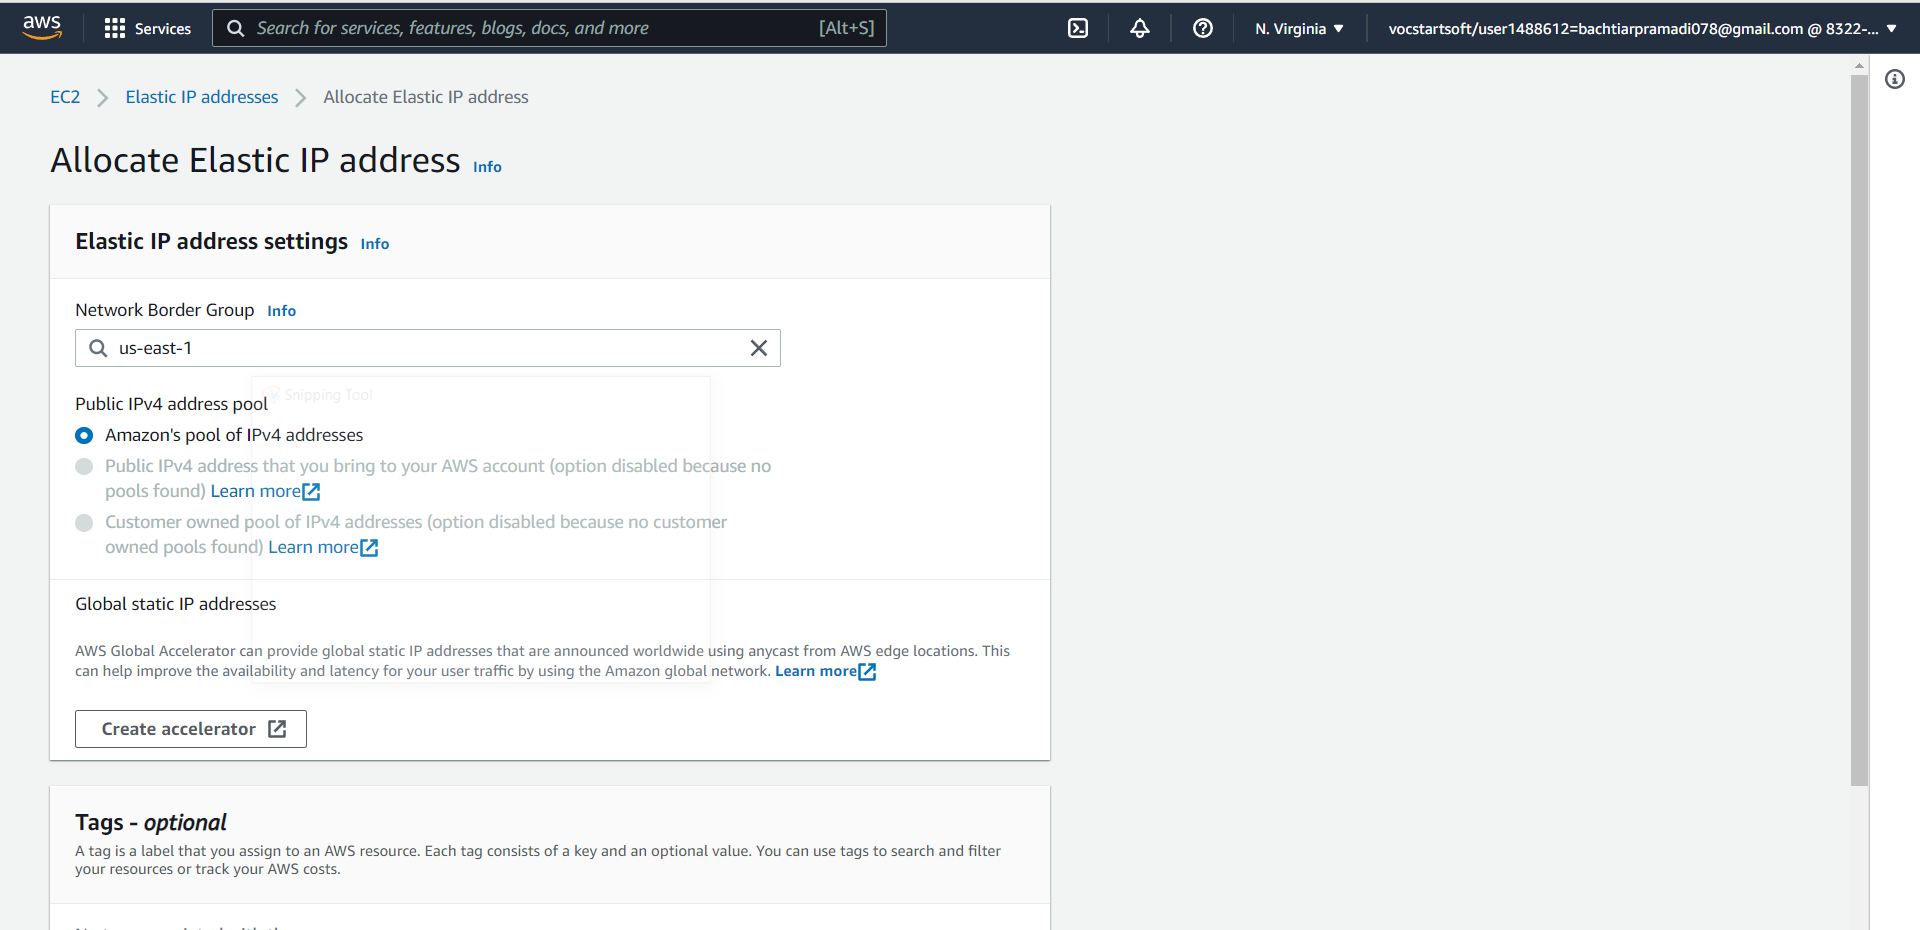 aws
Services
Search for services, features, blogs, docs, and more
[Alt+S]
N. Virginia
vocstartsoft/user1488612=bachtiarpramadi078@gmail.com @ 8322-...
EC2
Elastic IP addresses
Allocate Elastic IP address
Allocate Elastic IP address Info
Elastic IP address settings Info
Network Border Group Info
us-east-1
Snipping Tool
Public IPv4 address pool
Amazon's pool of IPv4 addresses
Public IPv4 address that you bring to your AWS account (option disabled because no
pools found) Learn more
Customer owned pool of IPv4 addresses (option disabled because no customer
owned pools found) Learn more
Global static IP addresses
AWS Global Accelerator can provide global static IP addresses that are announced worldwide using anycast from AWS edge locations. This
can help improve the availability and latency for your user traffic by using the Amazon global network. Learn more
Create accelerator
Tags - optional
A tag is a label that you assign to an AWS resource. Each tag consists of a key and an optional value. You can use tags to search and filter
your resources or track your AWS costs.